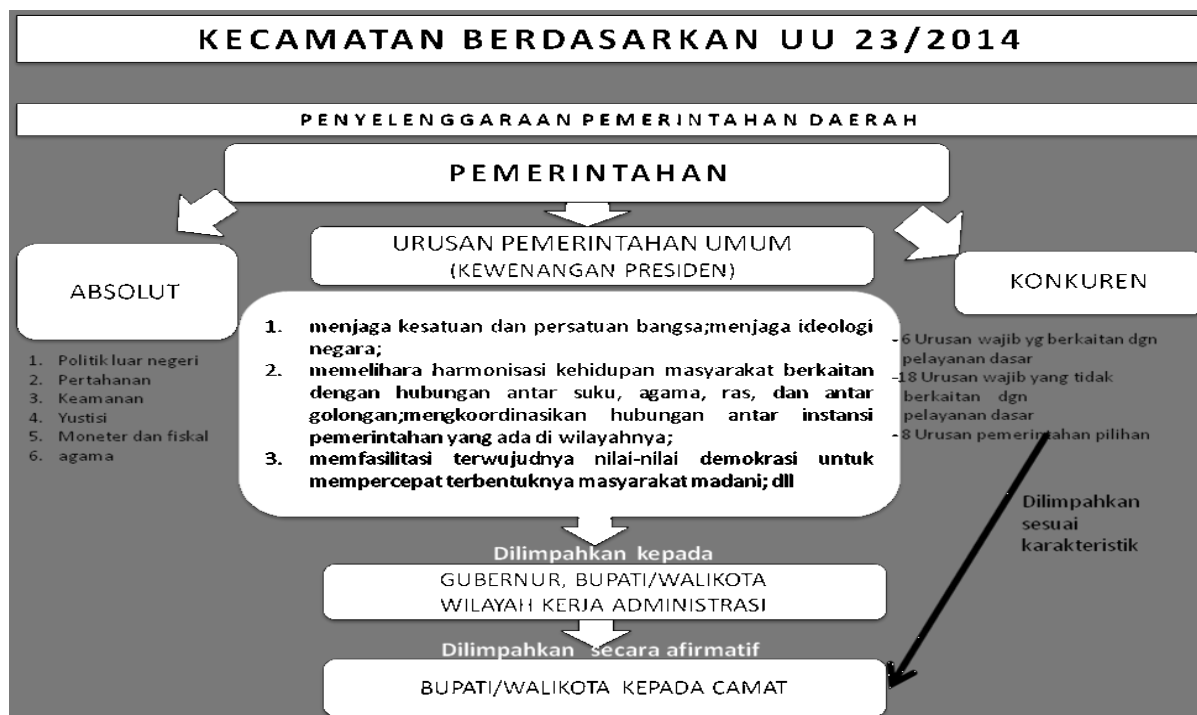 KECAMATAN BERDASARKAN UU 23/2014
PENYELENGGARAAN PEMERINTAHAN DAERAH
PEMERINTAHAN
ABSOLUT
1. Politik luar negeri
2. Pertahanan
3. Keamanan
4. Yustisi
5. Moneter dan fiskal
6. agama
URUSAN PEMERINTAHAN UMUM
(KEWENANGAN PRESIDEN)
1. menjaga kesatuan dan persatuan bangsa;menjaga ideologi
negara;
2. memelihara harmonisasi kehidupan masyarakat berkaitan
dengan hubungan antar suku, agama, ras, dan antar
golongan;mengkoordinasikan hubungan antar instansi
pemerintahan yang ada di wilayahnya;
3. memfasilitasi terwujudnya nilai-nilai demokrasi untuk
mempercepat terbentuknya masyarakat madani; dll
KONKUREN
- 6 Urusan wajib yg berkaitan dgn
pelayanan dasar
-18 Urusan wajib yang tidak
berkaitan dgn
pelayanan dasar
- 8 Urusan pemerintahan pilihan
Dilimpahkan
sesuai
karakteristik
Dilimpahkan kepada
GUBERNUR, BUPATI/WALIKOTA
WILAYAH KERJA ADMINISTRASI
Dilimpahkan secara afirmatif
BUPATI/WALIKOTA KEPADA CAMAT